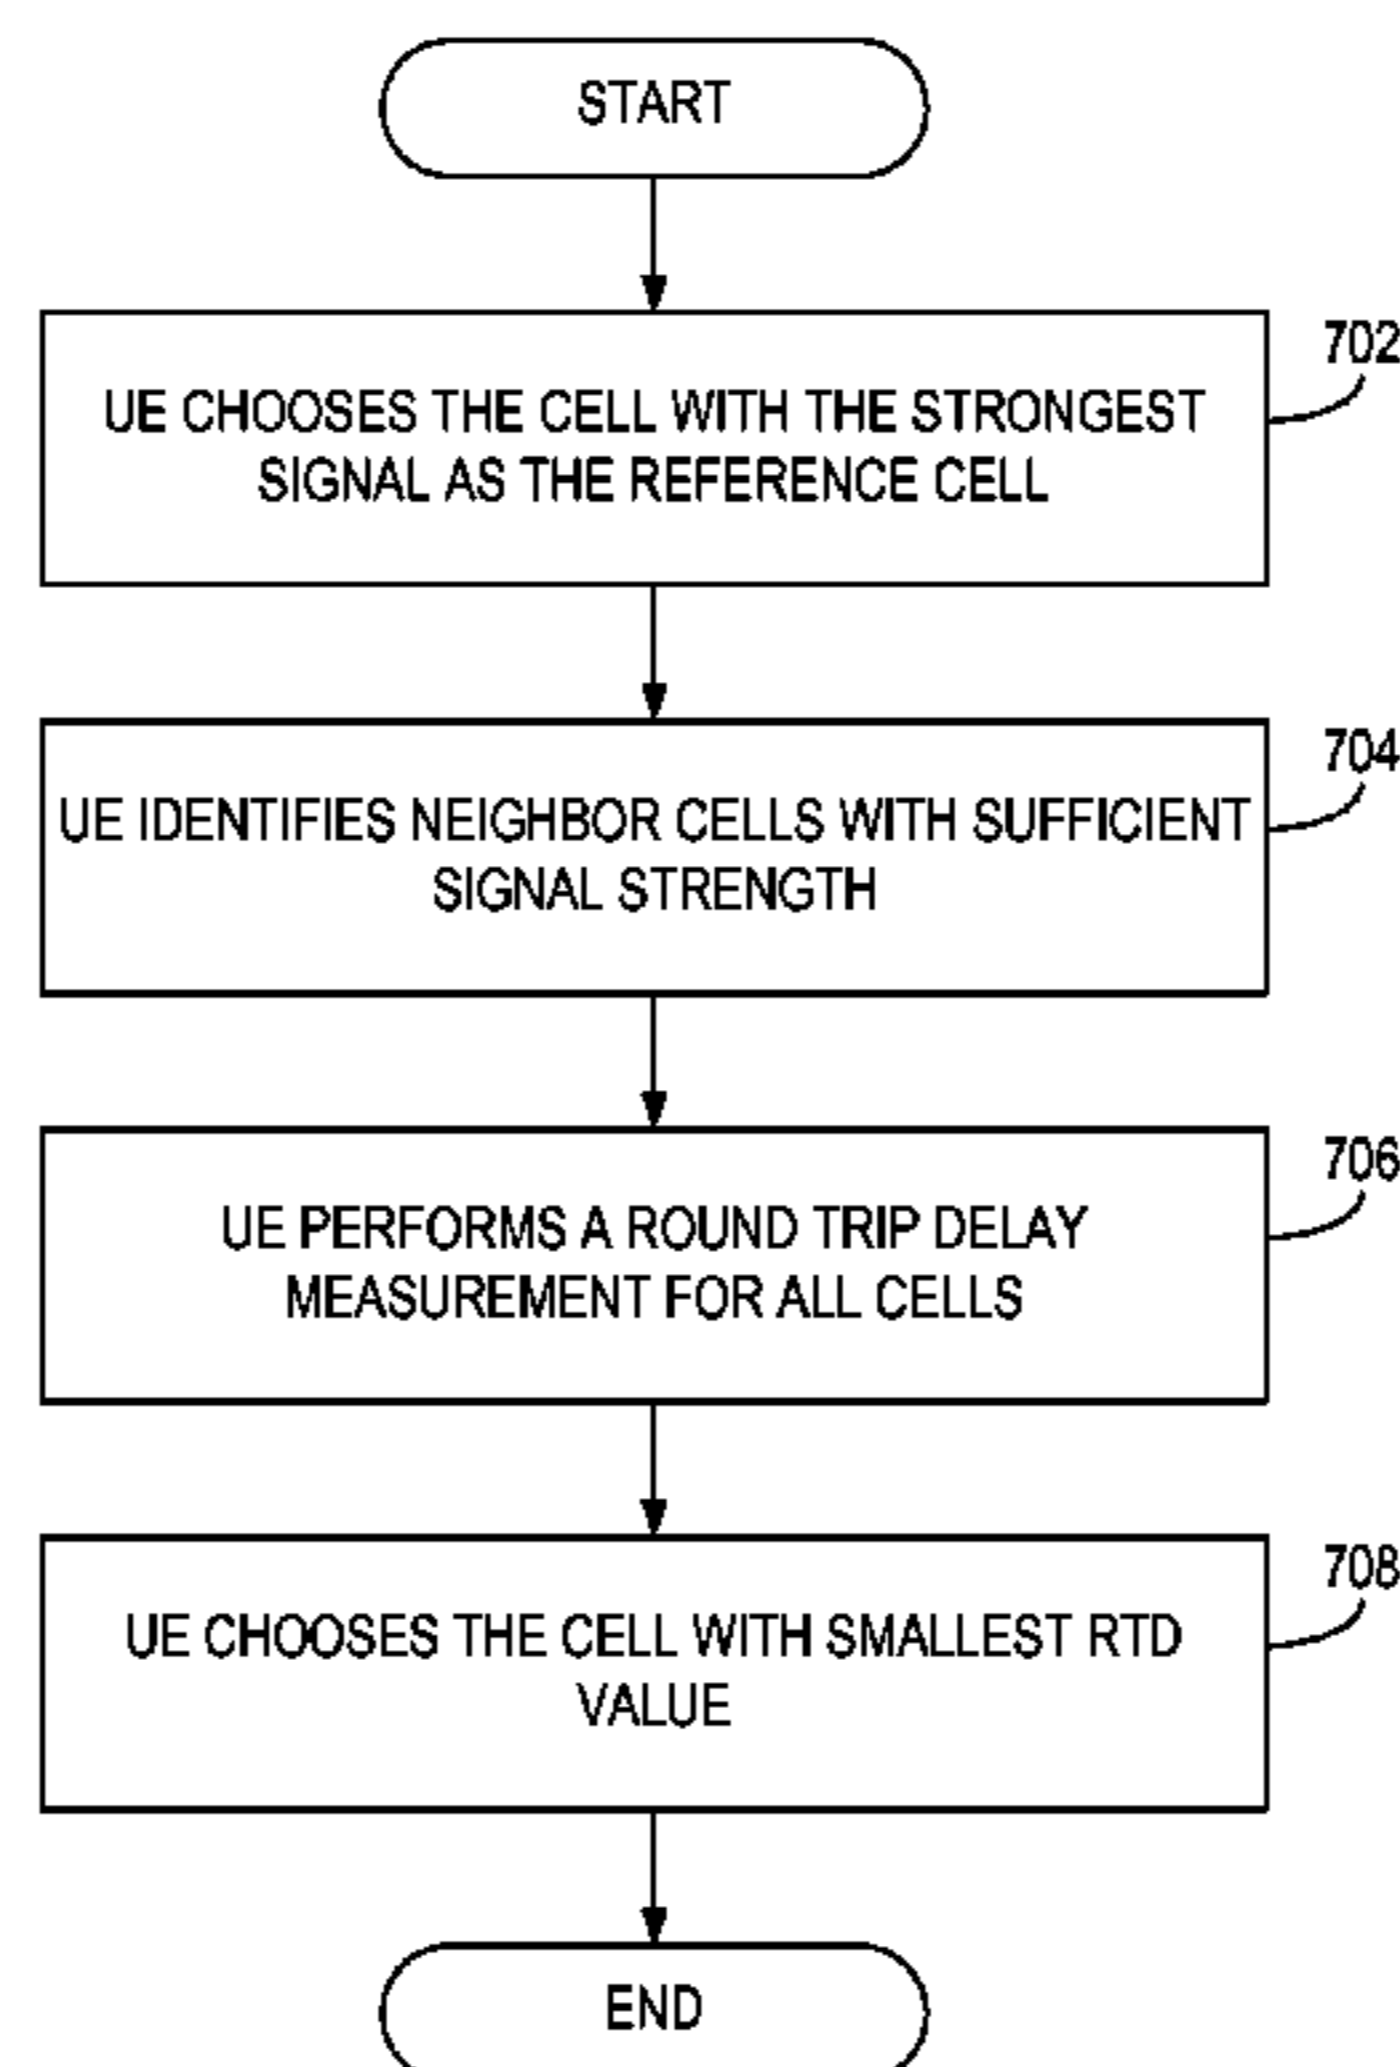 START
702
UE CHOOSES THE CELL WITH THE STRONGEST
SIGNAL AS THE REFERENCE CELL
704
UE IDENTIFIES NEIGHBOR CELLS WITH SUFFICIENT
SIGNAL STRENGTH
706
UE PERFORMS A ROUND TRIP DELAY
MEASUREMENT FOR ALL CELLS
708
UE CHOOSES THE CELL WITH SMALLEST RTD
VALUE
END